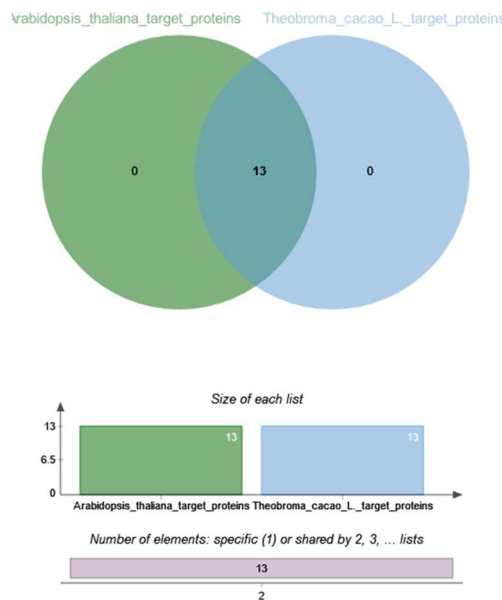 Arabidopsis_thaliana_target_proteins Theobroma_cacao_L._target_proteins
0 13 0
Size of each list
13
13 13
6.5
0
Arabidopsis_thaliana_target_proteins Theobroma_cacao_L._target_proteins
Number of elements: specific (1) or shared by 2, 3, ... lists
13
2